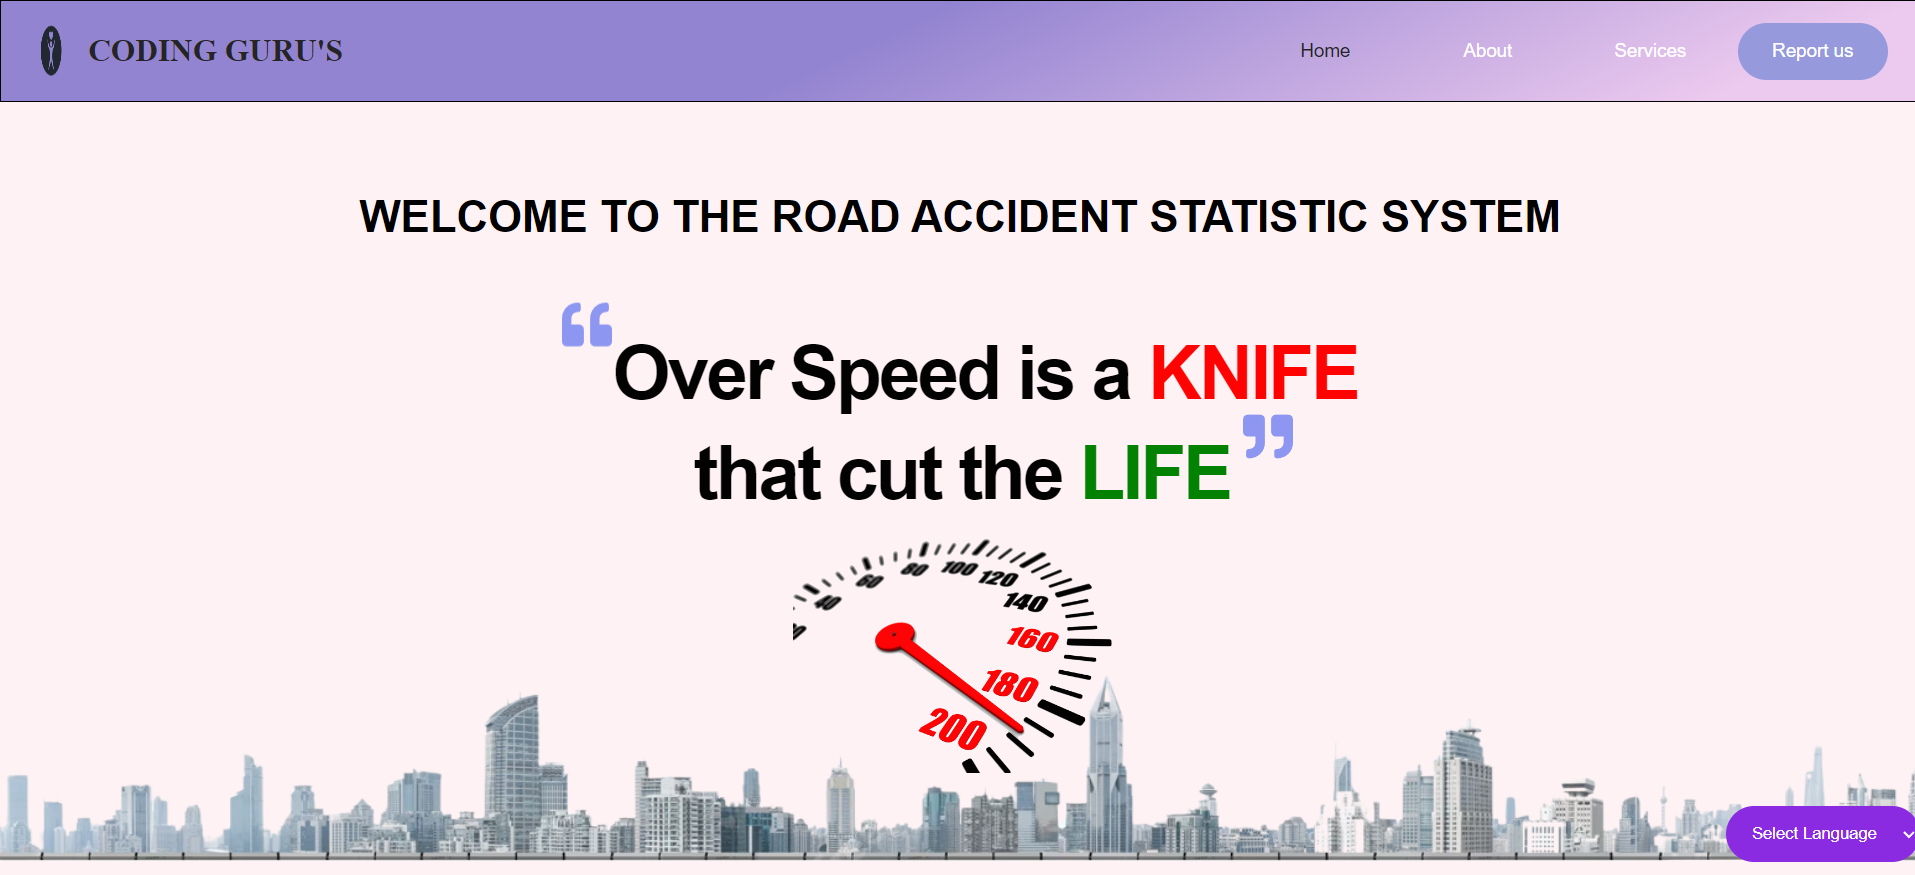 CODING GURU'S
Home
About
Services
Report us
WELCOME TO THE ROAD ACCIDENT STATISTIC SYSTEM
“Over Speed is a KNIFE
that cut the LIFE”
40
60
80
100
120
140
160
180
200
Select Language